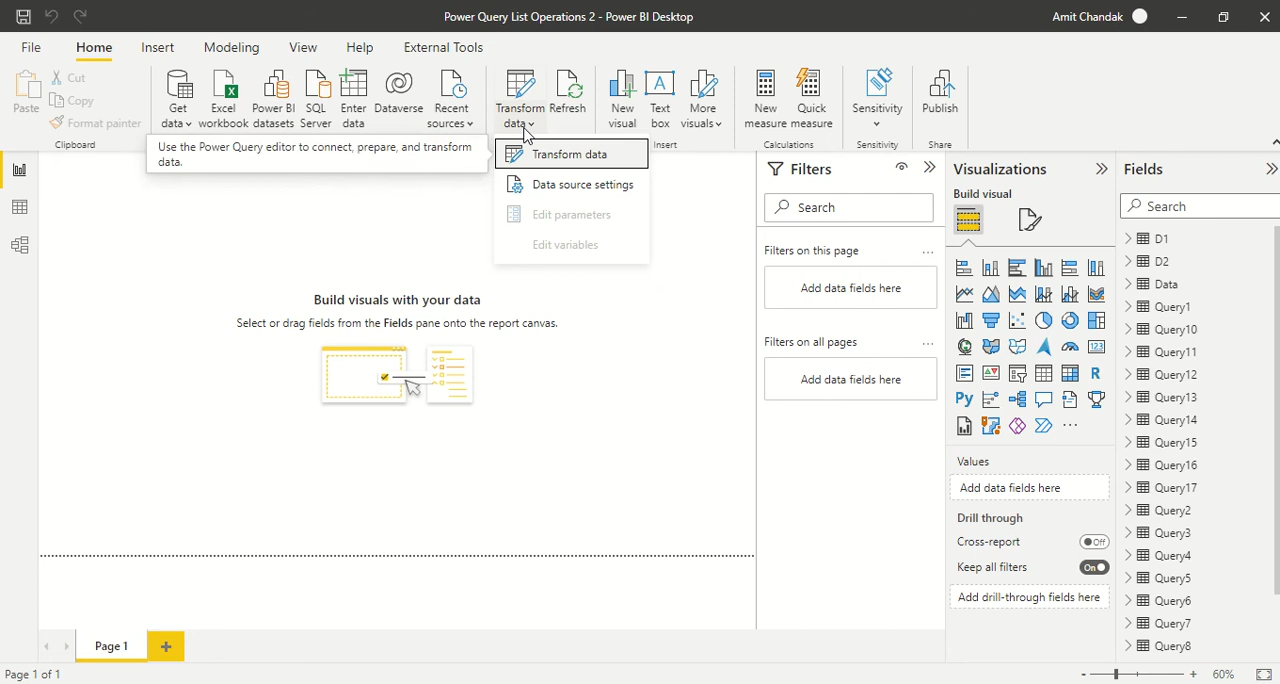 Power Query List Operations 2 - Power BI Desktop
Amit Chandak
File Home Insert Modeling View Help External Tools
Paste
Cut
Copy
Format painter
Clipboard
Get data
Excel workbook
Power BI datasets
SQL Server
Enter data
Dataverse
Recent sources
Transform data
Refresh
New visual
Text box
More visuals
Insert
New measure
Quick measure
Calculations
Sensitivity
Sensitivity
Publish
Share
Use the Power Query editor to connect, prepare, and transform
data.
Transform data
Data source settings
Edit parameters
Edit variables
Build visuals with your data
Select or drag fields from the Fields pane onto the report canvas.
Filters
Search
Filters on this page
...
Add data fields here
Filters on all pages
...
Add data fields here
Visualizations
Build visual
123
R
Py
...
Values
Add data fields here
Drill through
Cross-report
Off
Keep all filters
On
Add drill-through fields here
Fields
Search
D1
D2
Data
Query1
Query10
Query11
Query12
Query13
Query14
Query15
Query16
Query17
Query2
Query3
Query4
Query5
Query6
Query7
Query8
Page 1
+
Page 1 of 1
- + 60%